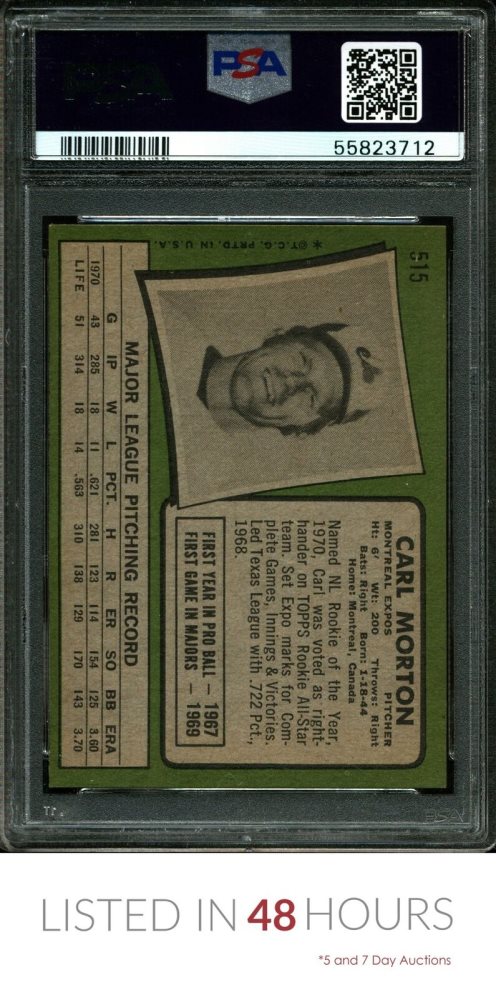 PSA
55823712
515
* © T.C.G. PRTD. IN U.S.A.
CARL MORTON
MONTREAL EXPOS PITCHER
Ht: 6' Wt: 200 Throws: Right
Bats: Right Born: 1-18-44
Home: Montreal, Canada
Named NL Rookie of the Year,
1970, Carl was voted as right-
hander on TOPPS Rookie All-Star
team. Set Expo marks for Com-
plete Games, Innings & Victories.
Led Texas League with .722 Pct.,
1968.
FIRST YEAR IN PRO BALL — 1967
FIRST GAME IN MAJORS — 1969
MAJOR LEAGUE PITCHING RECORD
G IP W L PCT. H R ER SO BB ERA
1970 43 285 18 11 .621 281 123 114 154 125 3.60
LIFE 51 314 18 14 .563 310 138 129 170 143 3.70
PSA
LISTED IN 48 HOURS
*5 and 7 Day Auctions